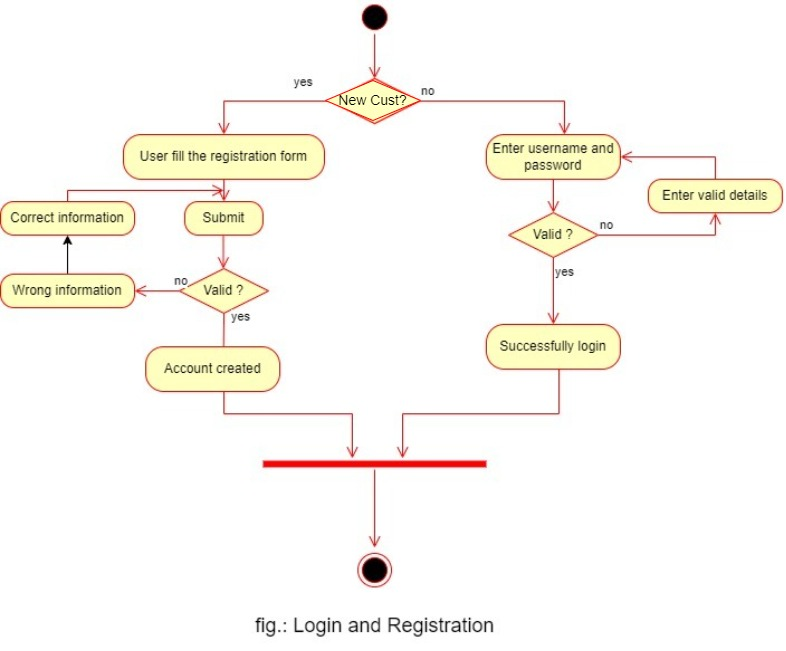 yes
New Cust?
no
User fill the registration form
Enter username and
password
Correct information
Submit
Enter valid details
Valid ?
no
Wrong information
no
Valid ?
yes
yes
Account created
Successfully login
fig.: Login and Registration